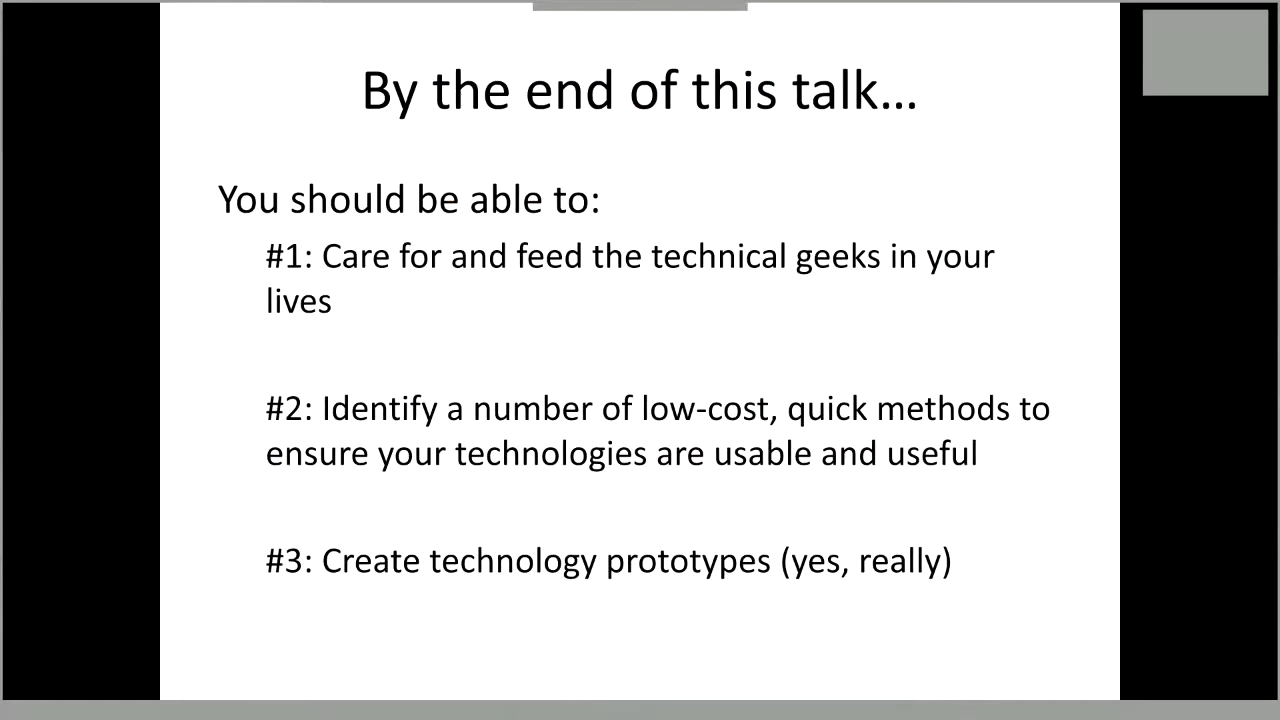 By the end of this talk…
You should be able to:
#1: Care for and feed the technical geeks in your
lives
#2: Identify a number of low-cost, quick methods to
ensure your technologies are usable and useful
#3: Create technology prototypes (yes, really)